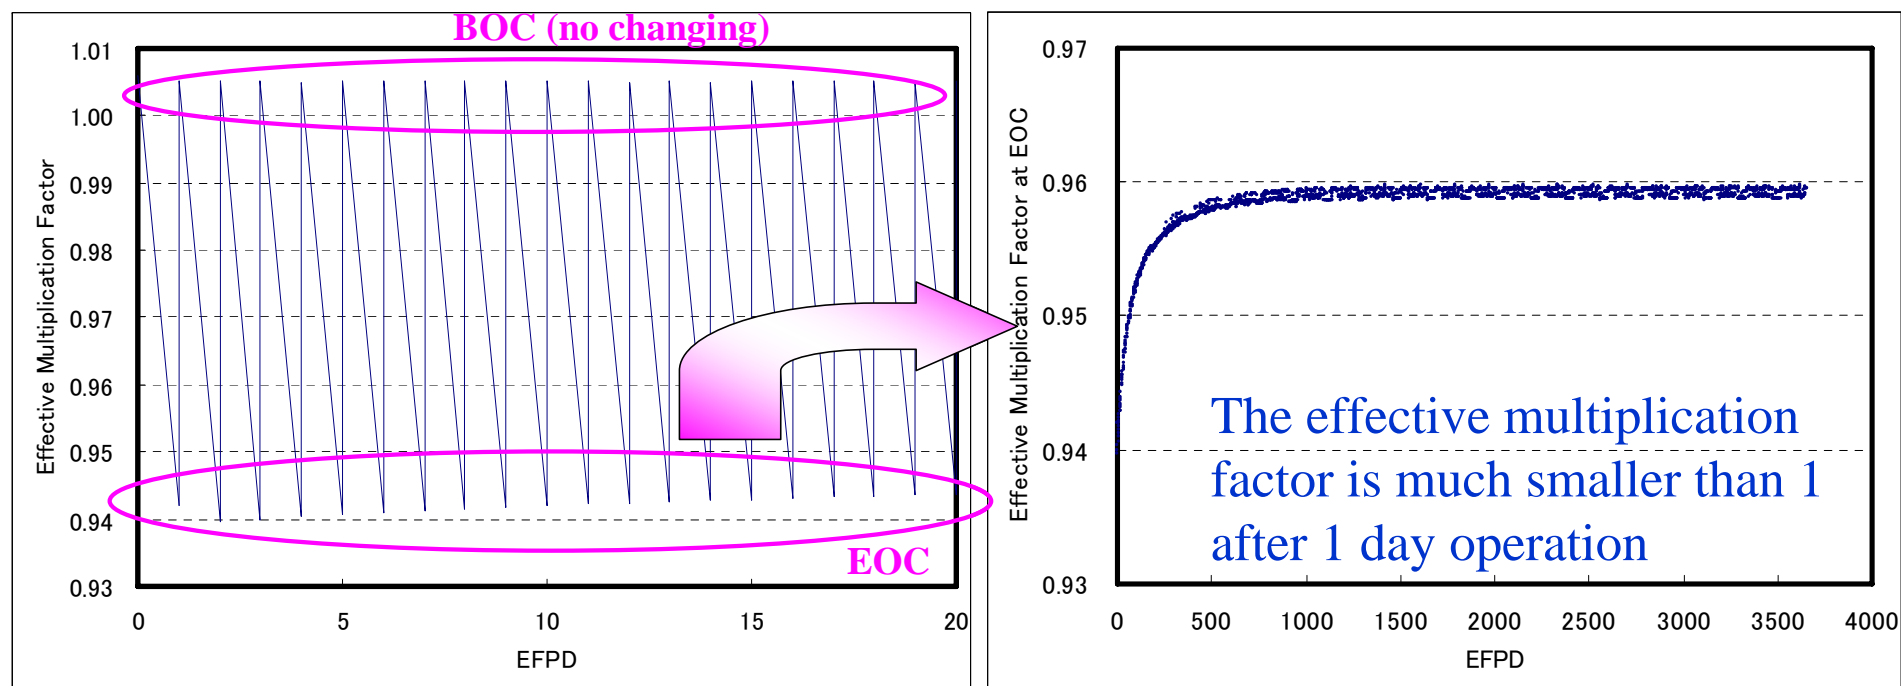 BOC (no changing)
1.01
1.00
0.99
0.98
0.97
0.96
0.95
0.94
0.93
Effective Multiplication Factor
EOC
0 5 10 15 20
EFPD
0.97
0.96
0.95
0.94
0.93
Effective Multiplication Factor at EOC
The effective multiplication
factor is much smaller than 1
after 1 day operation
0 500 1000 1500 2000 2500 3000 3500 4000
EFPD